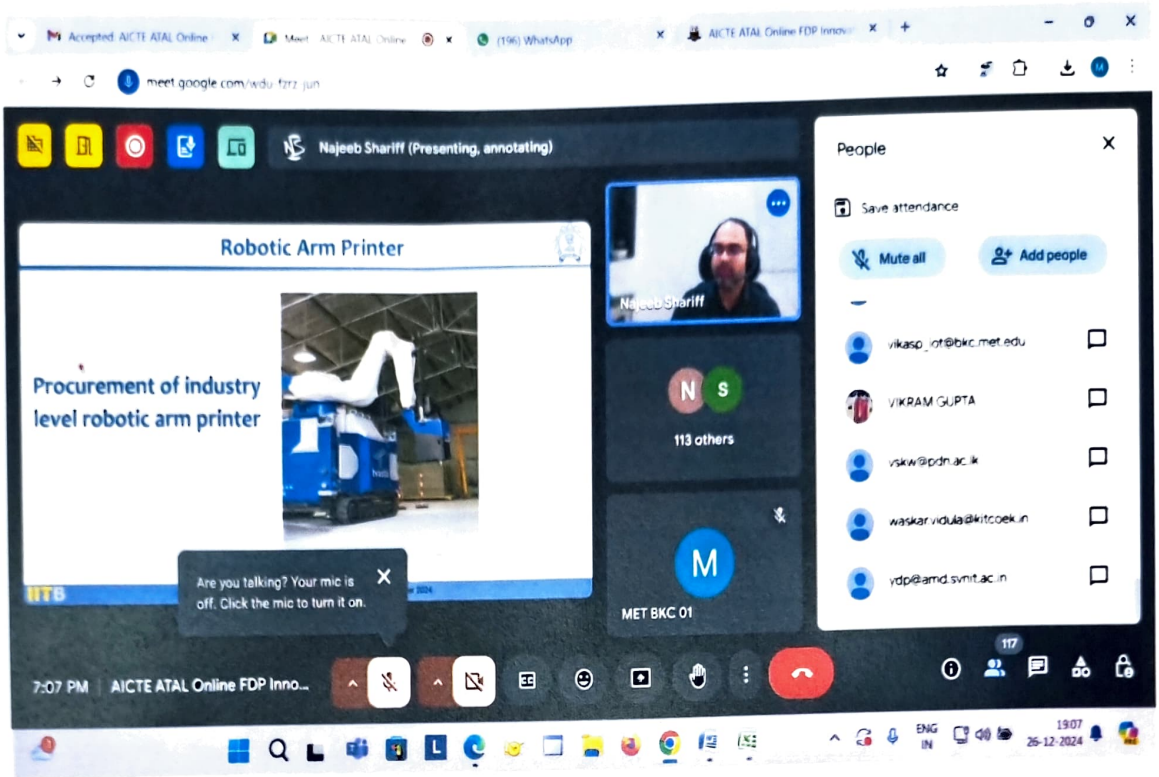 Accepted: AICTE ATAL Online
Meet AICTE ATAL Online
(196) WhatsApp
AICTE ATAL Online FDP Innov
meet.google.com/wdu-fzrz-jun
M
Najeeb Shariff (Presenting, annotating)
Robotic Arm Printer
Procurement of industry
level robotic arm printer
IITB
2024
Are you talking? Your mic is
off. Click the mic to turn it on.
Najeeb Shariff
N
S
113 others
M
MET BKC 01
People
Save attendance
Mute all
Add people
vikasp_iot@bkc.met.edu
VIKRAM GUPTA
vskw@pdn.ac.lk
waskar.vidula@kitcoek.in
ydp@amd.svnit.ac.in
117
7:07 PM | AICTE ATAL Online FDP Inno...
ENG
IN
19:07
26-12-2024